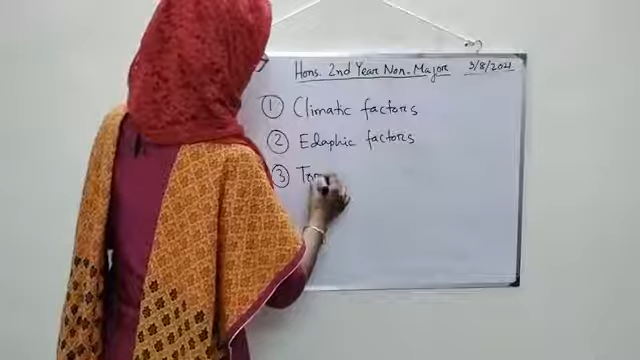 Hons. 2nd Year Non-Major 3/8/2021
① Climatic factors
② Edaphic factors
③